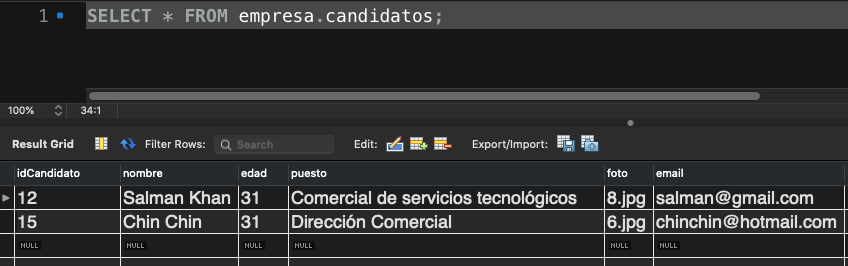 1 SELECT * FROM empresa.candidatos;
100% 34:1
Result Grid Filter Rows: Search Edit: Export/Import:
idCandidato nombre edad puesto foto email
12 Salman Khan 31 Comercial de servicios tecnológicos 8.jpg salman@gmail.com
15 Chin Chin 31 Dirección Comercial 6.jpg chinchin@hotmail.com
NULL NULL NULL NULL NULL NULL